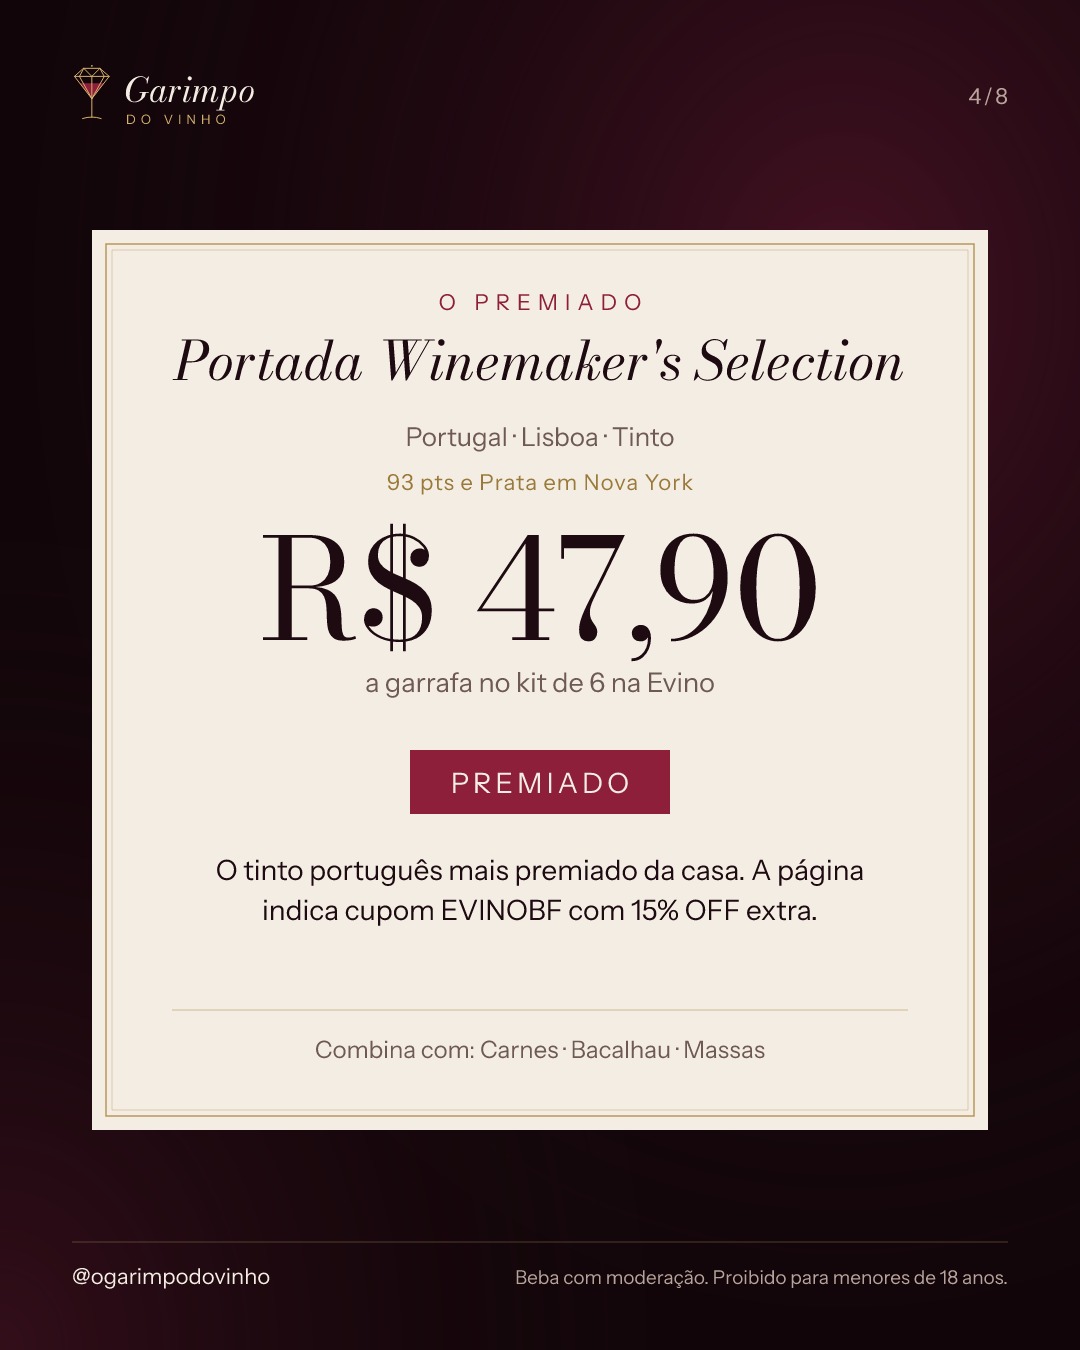 Garimpo
DO VINHO
4/8
O PREMIADO
Portada Winemaker's Selection
Portugal · Lisboa · Tinto
93 pts e Prata em Nova York
R$ 47,90
a garrafa no kit de 6 na Evino
PREMIADO
O tinto português mais premiado da casa. A página
indica cupom EVINOBF com 15% OFF extra.
Combina com: Carnes · Bacalhau · Massas
@ogarimpodovinho
Beba com moderação. Proibido para menores de 18 anos.